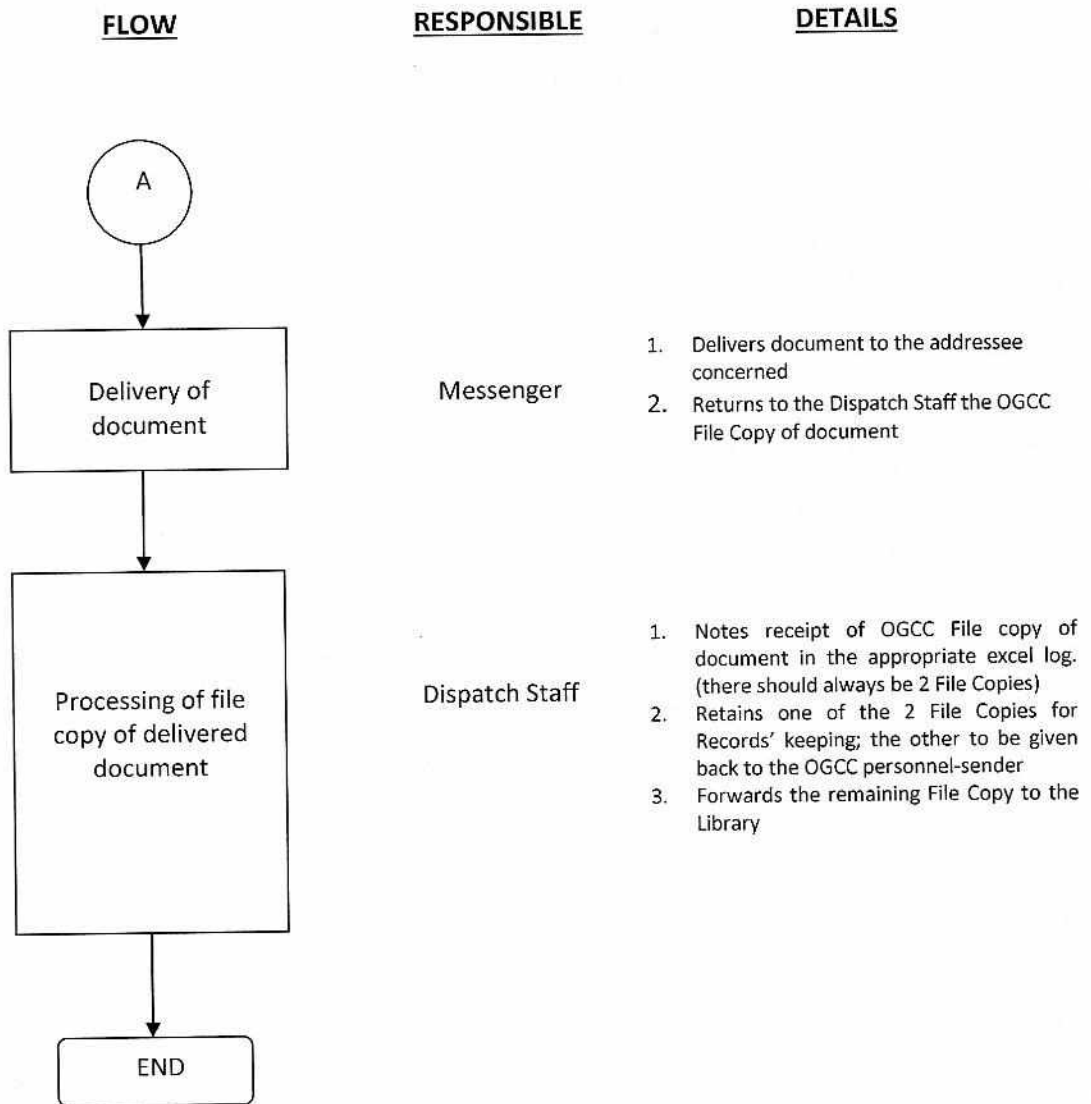 FLOW
RESPONSIBLE
DETAILS
A
Delivery of
document
Messenger
1. Delivers document to the addressee
concerned
2. Returns to the Dispatch Staff the OGCC
File Copy of document
Processing of file
copy of delivered
document
Dispatch Staff
1. Notes receipt of OGCC File copy of
document in the appropriate excel log.
(there should always be 2 File Copies)
2. Retains one of the 2 File Copies for
Records' keeping; the other to be given
back to the OGCC personnel-sender
3. Forwards the remaining File Copy to the
Library
END